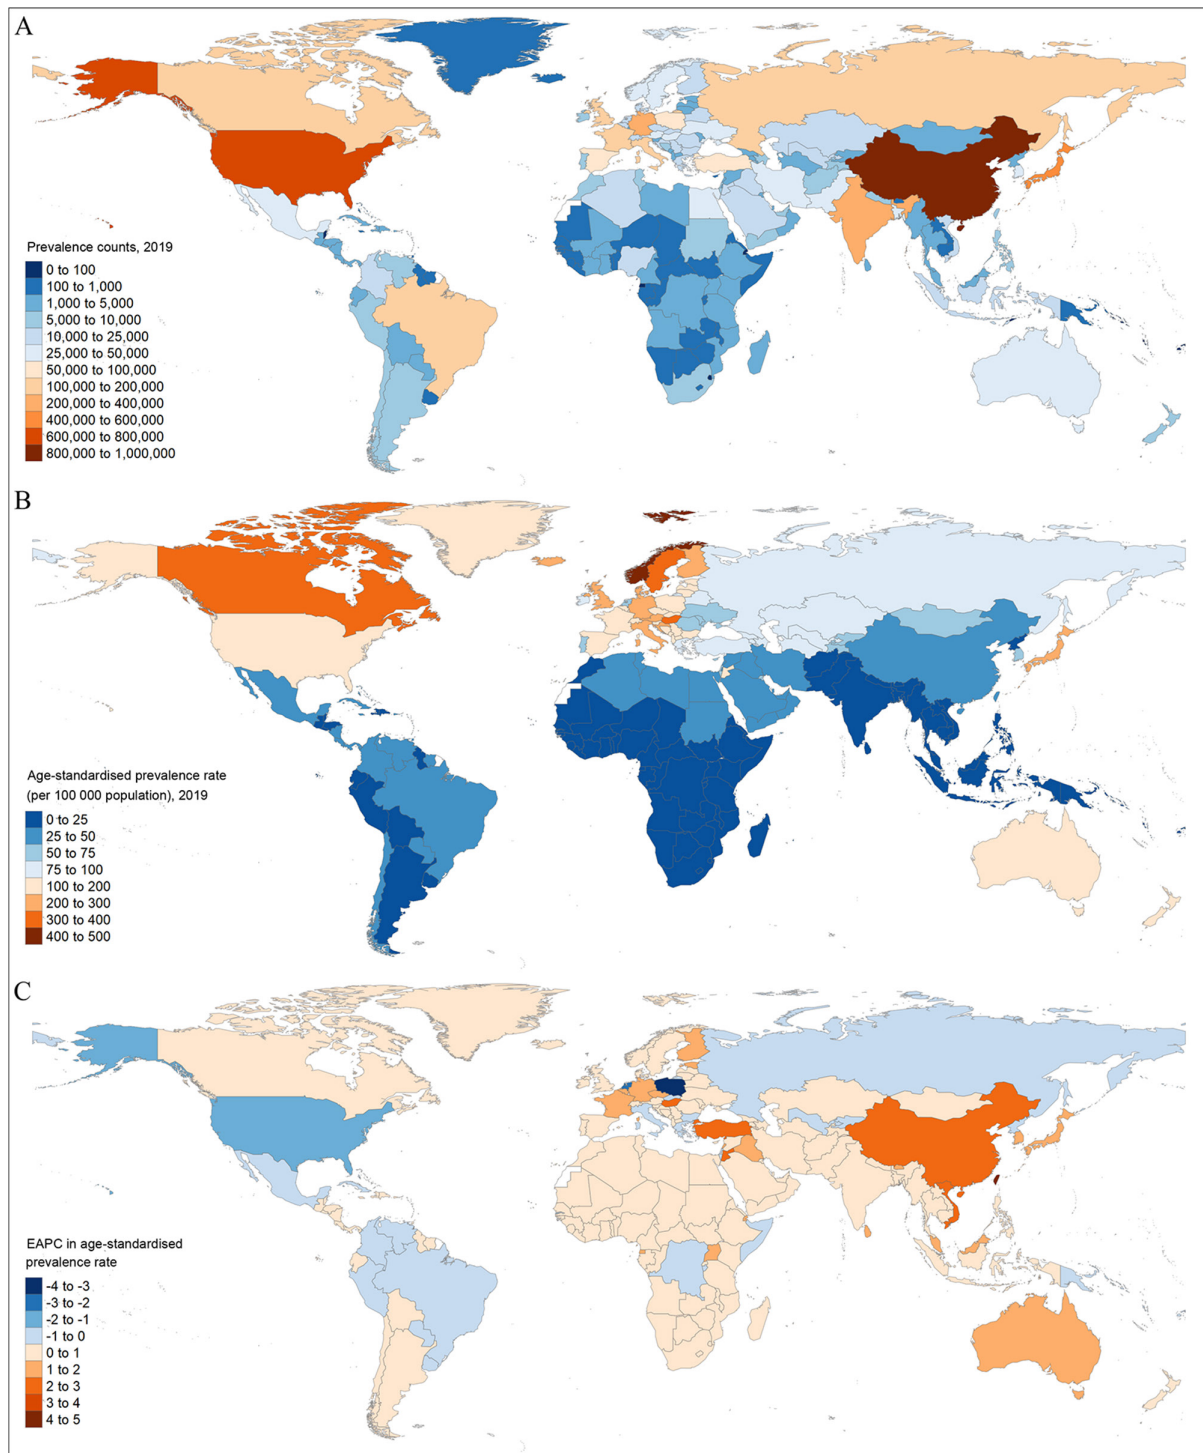 A
Prevalence counts, 2019
0 to 100
100 to 1,000
1,000 to 5,000
5,000 to 10,000
10,000 to 25,000
25,000 to 50,000
50,000 to 100,000
100,000 to 200,000
200,000 to 400,000
400,000 to 600,000
600,000 to 800,000
800,000 to 1,000,000
B
Age-standardised prevalence rate
(per 100 000 population), 2019
0 to 25
25 to 50
50 to 75
75 to 100
100 to 200
200 to 300
300 to 400
400 to 500
C
EAPC in age-standardised
prevalence rate
-4 to -3
-3 to -2
-2 to -1
-1 to 0
0 to 1
1 to 2
2 to 3
3 to 4
4 to 5